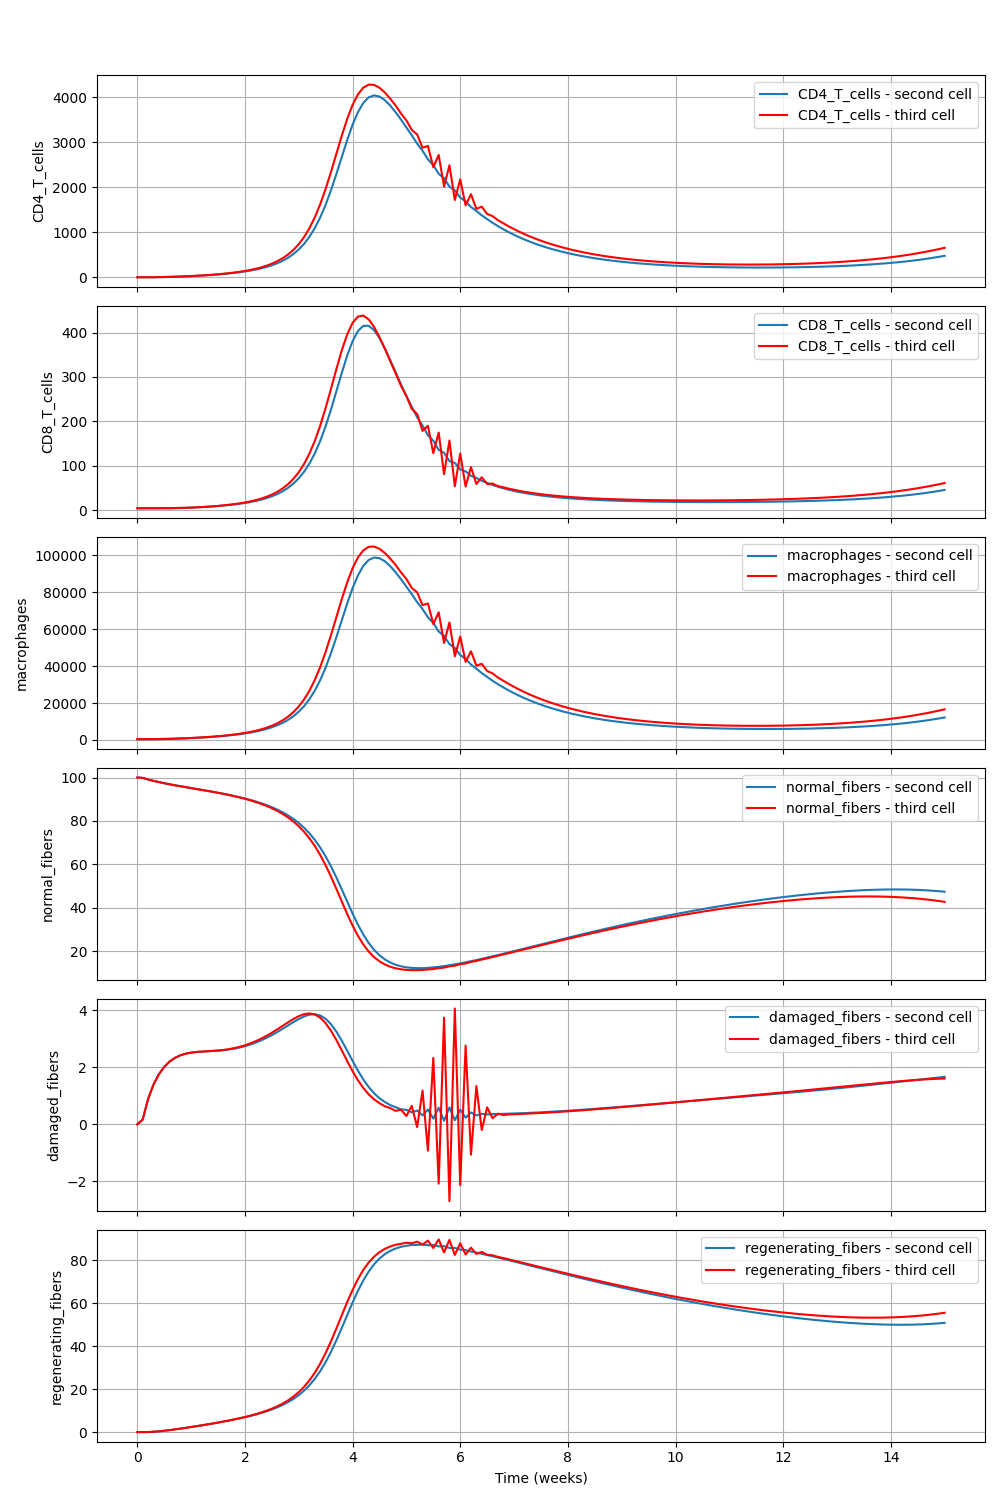 CD4_T_cells
4000
3000
2000
1000
0
CD4_T_cells - second cell
CD4_T_cells - third cell
CD8_T_cells
400
300
200
100
0
CD8_T_cells - second cell
CD8_T_cells - third cell
macrophages
100000
80000
60000
40000
20000
0
macrophages - second cell
macrophages - third cell
normal_fibers
100
80
60
40
20
normal_fibers - second cell
normal_fibers - third cell
damaged_fibers
4
2
0
−2
damaged_fibers - second cell
damaged_fibers - third cell
regenerating_fibers
80
60
40
20
0
regenerating_fibers - second cell
regenerating_fibers - third cell
0 2 4 6 8 10 12 14
Time (weeks)